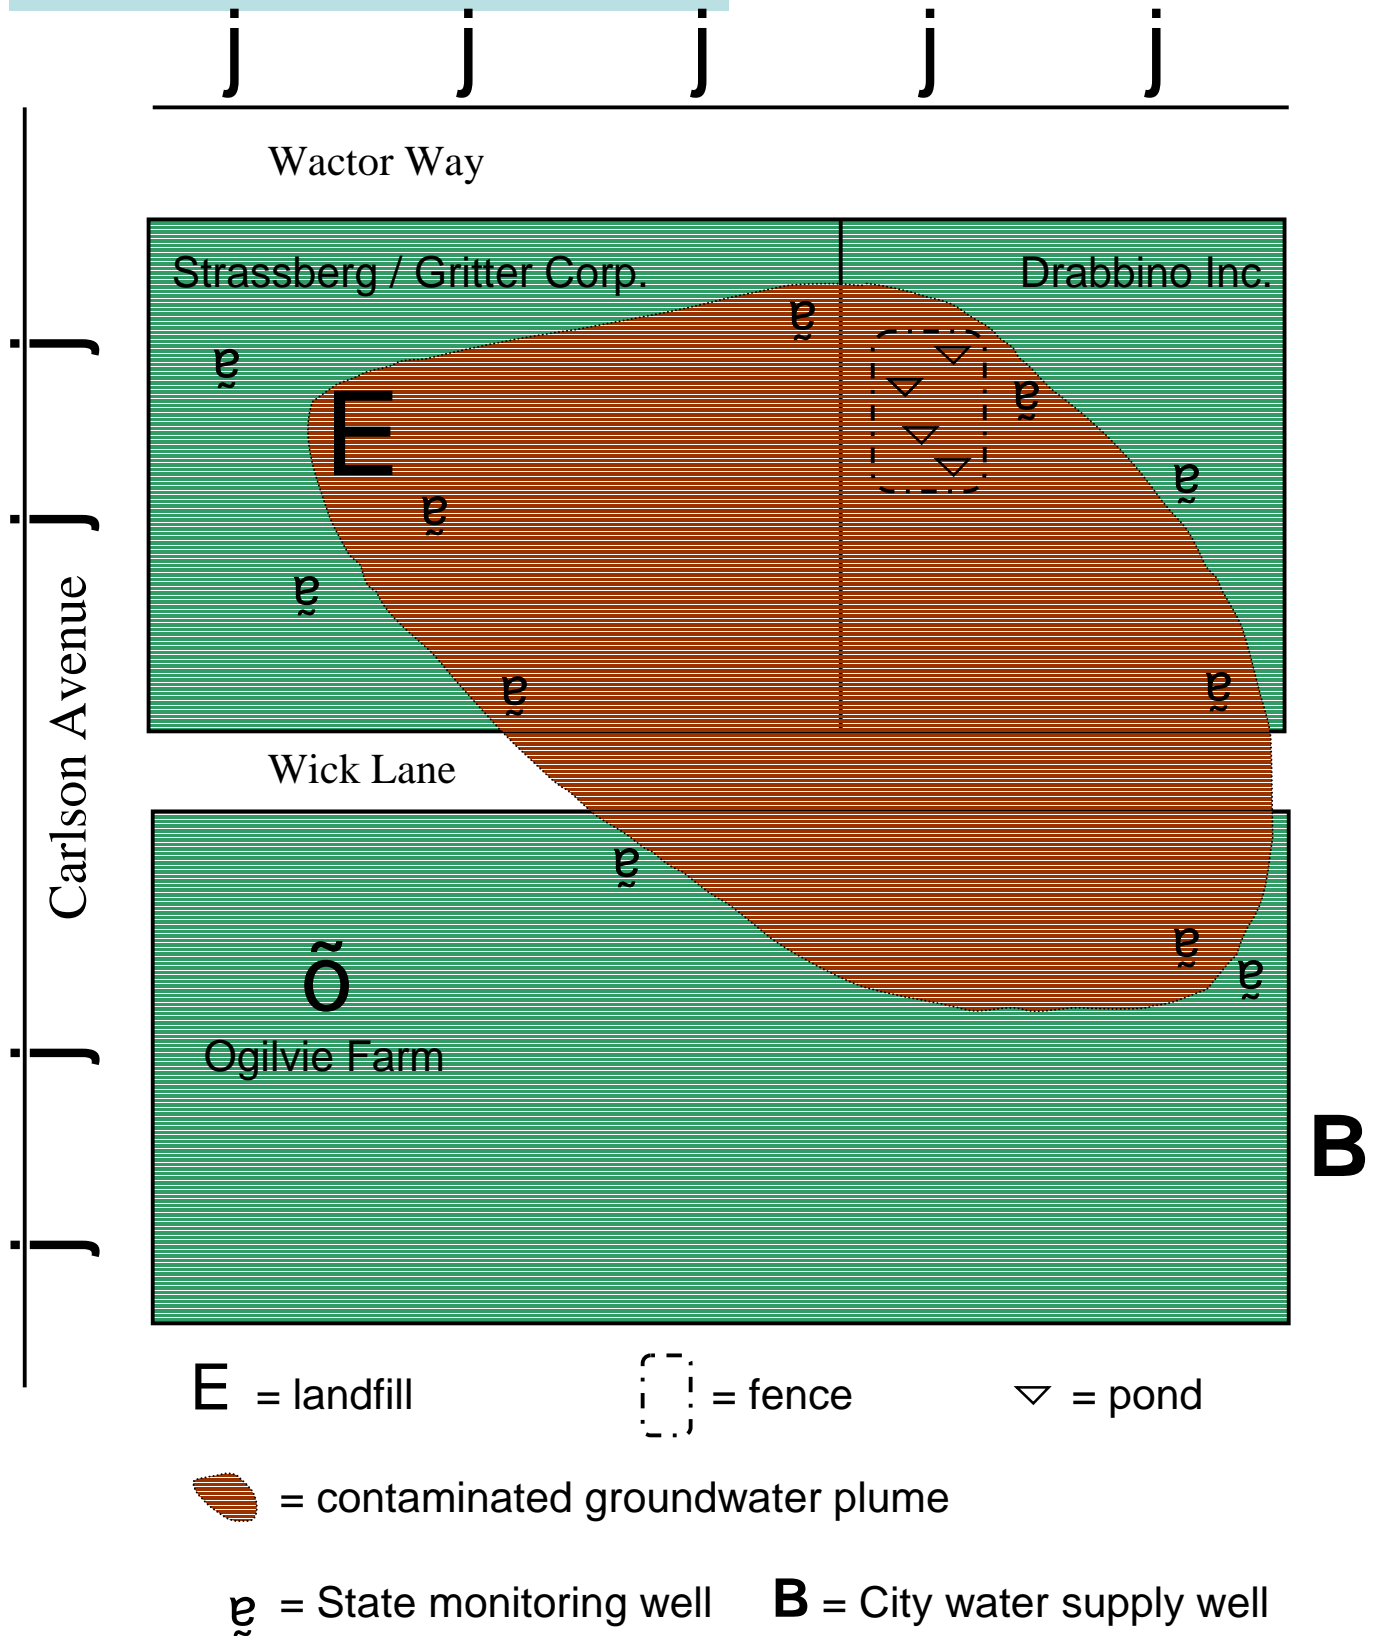 j j j j j
Wactor Way
Strassberg / Gritter Corp.
Drabbino Inc.
E
j
j
Carlson Avenue
Wick Lane
õ
Ogilvie Farm
j
B
j
E = landfill
= fence
= pond
= contaminated groundwater plume
= State monitoring well
B = City water supply well